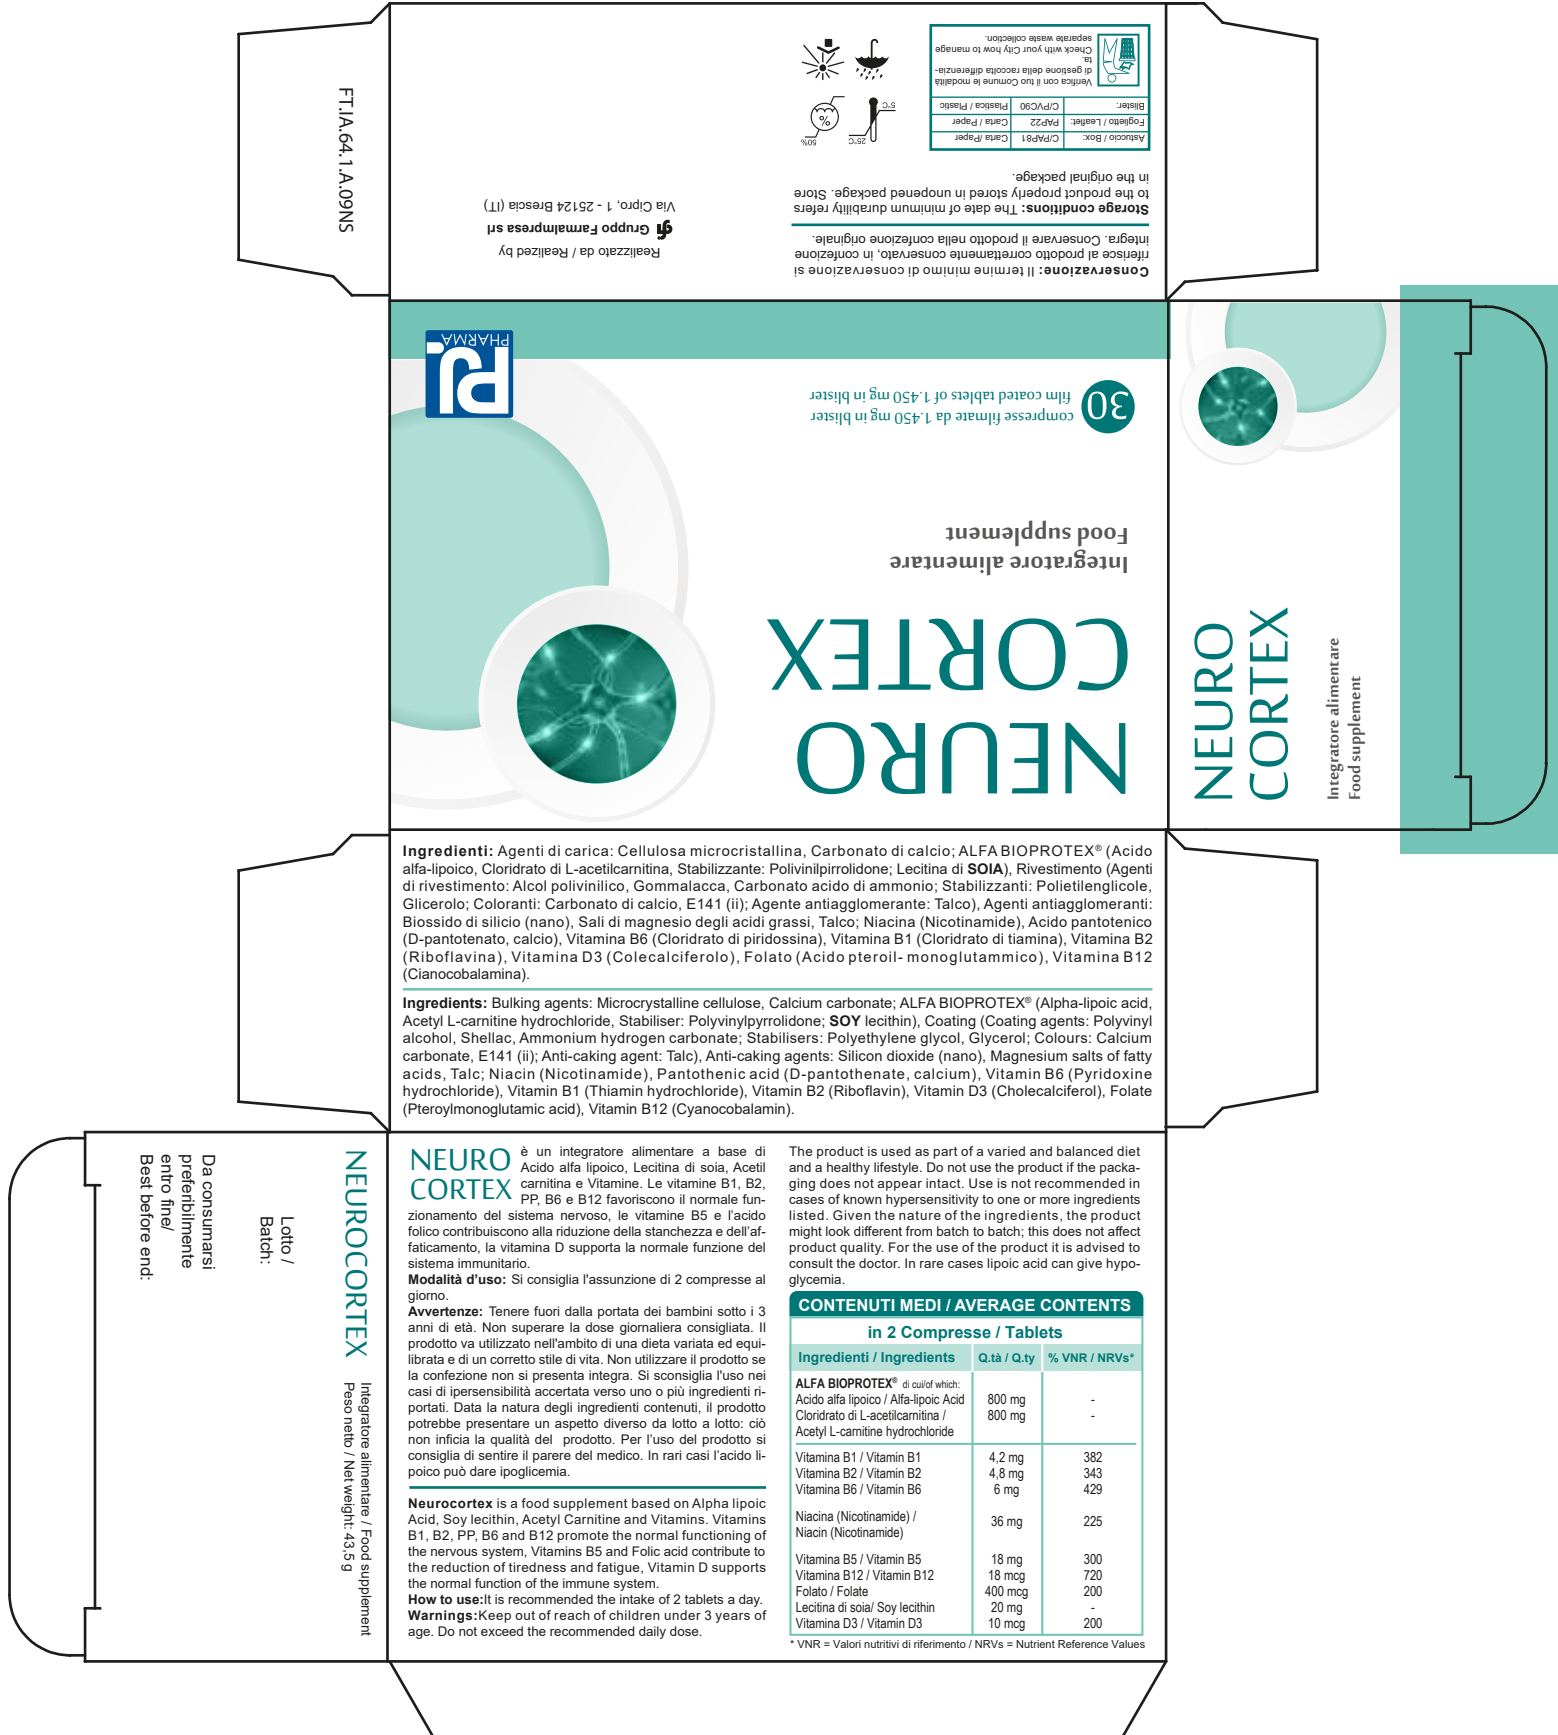 FT.IA.64.1.A.09NS
Conservazione: Il termine minimo di conservazione si
riferisce al prodotto correttamente conservato, in confezione
integra. Conservare il prodotto nella confezione originale.
Storage conditions: The date of minimum durability refers
to the product properly stored in unopened package. Store
in the original package.
Astuccio / Box: C/PAP81 Carta /Paper
Foglietto / Leaflet: PAP22 Carta / Paper
Blister: C/PVC90 Plastica / Plastic
Verifica con il tuo Comune le modalità
di gestione della raccolta differenzia-
ta.
Check with your City how to manage
separate waste collection.
25°C
5°C
50%
%
Realizzato da / Realized by
gfi Gruppo Farmaimpresa srl
Via Cipro, 1 - 25124 Brescia (IT)
NEURO
CORTEX
Integratore alimentare
Food supplement
30
compresse filmate da 1.450 mg in blister
film coated tablets of 1.450 mg in blister
PJ.
PHARMA
NEURO
CORTEX
Integratore alimentare
Food supplement
Ingredienti: Agenti di carica: Cellulosa microcristallina, Carbonato di calcio; ALFA BIOPROTEX® (Acido
alfa-lipoico, Cloridrato di L-acetilcarnitina, Stabilizzante: Polivinilpirrolidone; Lecitina di SOIA), Rivestimento (Agenti
di rivestimento: Alcol polivinilico, Gommalacca, Carbonato acido di ammonio; Stabilizzanti: Polietilenglicole,
Glicerolo; Coloranti: Carbonato di calcio, E141 (ii); Agente antiagglomerante: Talco), Agenti antiagglomeranti:
Biossido di silicio (nano), Sali di magnesio degli acidi grassi, Talco; Niacina (Nicotinamide), Acido pantotenico
(D-pantotenato, calcio), Vitamina B6 (Cloridrato di piridossina), Vitamina B1 (Cloridrato di tiamina), Vitamina B2
(Riboflavina), Vitamina D3 (Colecalciferolo), Folato (Acido pteroil- monoglutammico), Vitamina B12
(Cianocobalamina).
Ingredients: Bulking agents: Microcrystalline cellulose, Calcium carbonate; ALFA BIOPROTEX® (Alpha-lipoic acid,
Acetyl L-carnitine hydrochloride, Stabiliser: Polyvinylpyrrolidone; SOY lecithin), Coating (Coating agents: Polyvinyl
alcohol, Shellac, Ammonium hydrogen carbonate; Stabilisers: Polyethylene glycol, Glycerol; Colours: Calcium
carbonate, E141 (ii); Anti-caking agent: Talc), Anti-caking agents: Silicon dioxide (nano), Magnesium salts of fatty
acids, Talc; Niacin (Nicotinamide), Pantothenic acid (D-pantothenate, calcium), Vitamin B6 (Pyridoxine
hydrochloride), Vitamin B1 (Thiamin hydrochloride), Vitamin B2 (Riboflavin), Vitamin D3 (Cholecalciferol), Folate
(Pteroylmonoglutamic acid), Vitamin B12 (Cyanocobalamin).
NEUROCORTEX
Integratore alimentare / Food supplement
Peso netto / Net weight: 43,5 g
Lotto /
Batch:
Da consumarsi
preferibilmente
entro fine/
Best before end:
NEURO
CORTEX
è un integratore alimentare a base di
Acido alfa lipoico, Lecitina di soia, Acetil
carnitina e Vitamine. Le vitamine B1, B2,
PP, B6 e B12 favoriscono il normale fun-
zionamento del sistema nervoso, le vitamine B5 e l'acido
folico contribuiscono alla riduzione della stanchezza e dell'af-
faticamento, la vitamina D supporta la normale funzione del
sistema immunitario.
Modalità d'uso: Si consiglia l'assunzione di 2 compresse al
giorno.
Avvertenze: Tenere fuori dalla portata dei bambini sotto i 3
anni di età. Non superare la dose giornaliera consigliata. Il
prodotto va utilizzato nell'ambito di una dieta variata ed equi-
librata e di un corretto stile di vita. Non utilizzare il prodotto se
la confezione non si presenta integra. Si sconsiglia l'uso nei
casi di ipersensibilità accertata verso uno o più ingredienti ri-
portati. Data la natura degli ingredienti contenuti, il prodotto
potrebbe presentare un aspetto diverso da lotto a lotto: ciò
non inficia la qualità del prodotto. Per l'uso del prodotto si
consiglia di sentire il parere del medico. In rari casi l'acido li-
poico può dare ipoglicemia.
Neurocortex is a food supplement based on Alpha lipoic
Acid, Soy lecithin, Acetyl Carnitine and Vitamins. Vitamins
B1, B2, PP, B6 and B12 promote the normal functioning of
the nervous system, Vitamins B5 and Folic acid contribute to
the reduction of tiredness and fatigue, Vitamin D supports
the normal function of the immune system.
How to use:It is recommended the intake of 2 tablets a day.
Warnings:Keep out of reach of children under 3 years of
age. Do not exceed the recommended daily dose.
The product is used as part of a varied and balanced diet
and a healthy lifestyle. Do not use the product if the packa-
ging does not appear intact. Use is not recommended in
cases of known hypersensitivity to one or more ingredients
listed. Given the nature of the ingredients, the product
might look different from batch to batch; this does not affect
product quality. For the use of the product it is advised to
consult the doctor. In rare cases lipoic acid can give hypo-
glycemia.
CONTENUTI MEDI / AVERAGE CONTENTS
in 2 Compresse / Tablets
Ingredienti / Ingredients Q.tà / Q.ty % VNR / NRVs*
ALFA BIOPROTEX® di cui/of which:
Acido alfa lipoico / Alfa-lipoic Acid 800 mg -
Cloridrato di L-acetilcarnitina / 800 mg -
Acetyl L-carnitine hydrochloride
Vitamina B1 / Vitamin B1 4,2 mg 382
Vitamina B2 / Vitamin B2 4,8 mg 343
Vitamina B6 / Vitamin B6 6 mg 429
Niacina (Nicotinamide) /
Niacin (Nicotinamide) 36 mg 225
Vitamina B5 / Vitamin B5 18 mg 300
Vitamina B12 / Vitamin B12 18 mcg 720
Folato / Folate 400 mcg 200
Lecitina di soia/ Soy lecithin 20 mg -
Vitamina D3 / Vitamin D3 10 mcg 200
* VNR = Valori nutritivi di riferimento / NRVs = Nutrient Reference Values